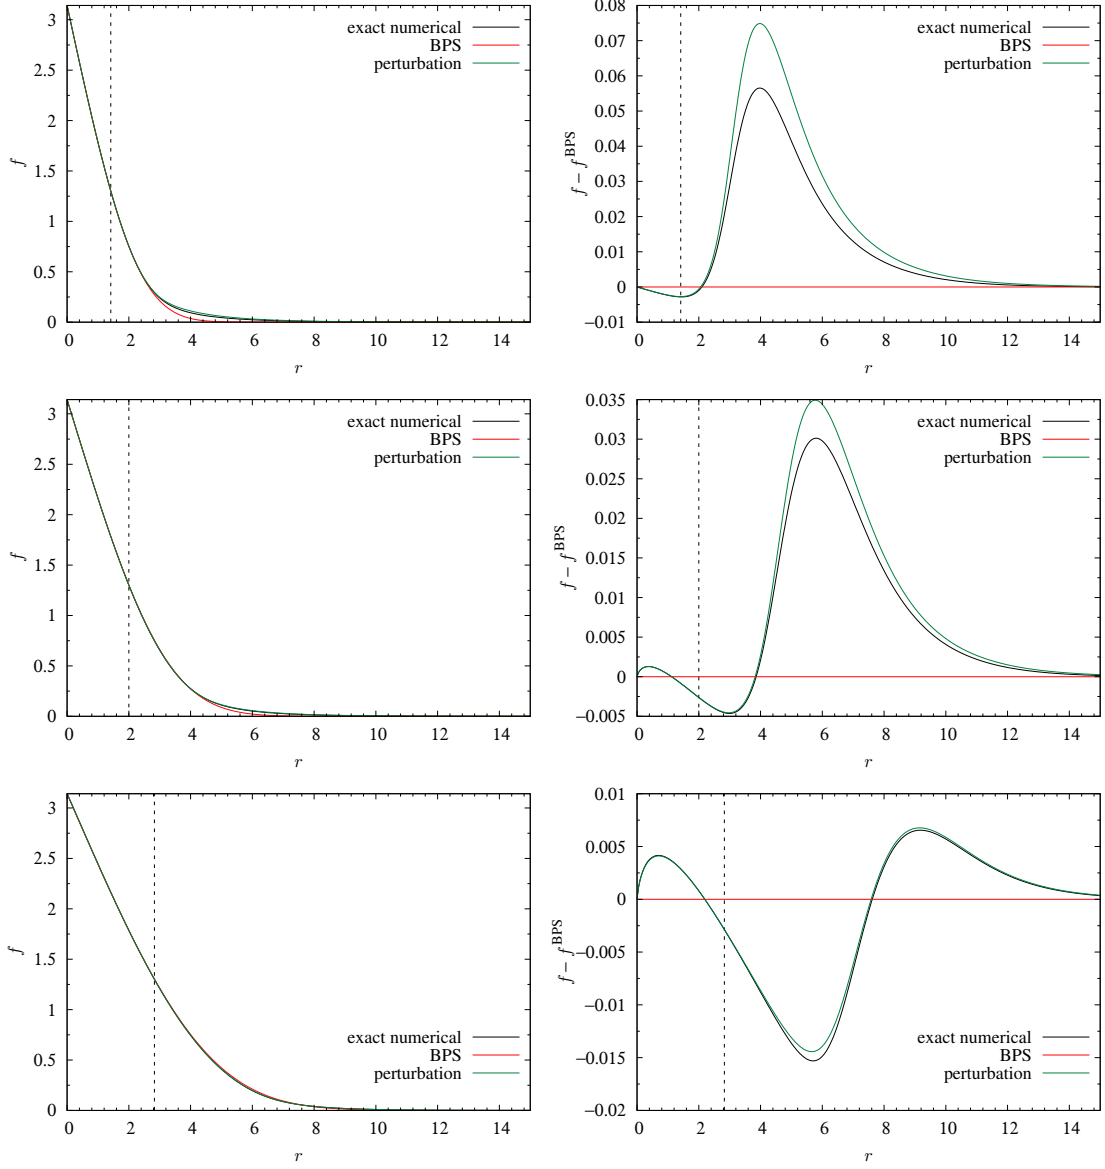 3
2.5
2
1.5
1
0.5
0
f
0 2 4 6 8 10 12 14
r
exact numerical
BPS
perturbation
0.08
0.07
0.06
0.05
0.04
0.03
0.02
0.01
0
−0.01
f − f^BPS
0 2 4 6 8 10 12 14
r
exact numerical
BPS
perturbation
3
2.5
2
1.5
1
0.5
0
f
0 2 4 6 8 10 12 14
r
exact numerical
BPS
perturbation
0.035
0.03
0.025
0.02
0.015
0.01
0.005
0
−0.005
f − f^BPS
0 2 4 6 8 10 12 14
r
exact numerical
BPS
perturbation
3
2.5
2
1.5
1
0.5
0
f
0 2 4 6 8 10 12 14
r
exact numerical
BPS
perturbation
0.01
0.005
0
−0.005
−0.01
−0.015
−0.02
f − f^BPS
0 2 4 6 8 10 12 14
r
exact numerical
BPS
perturbation